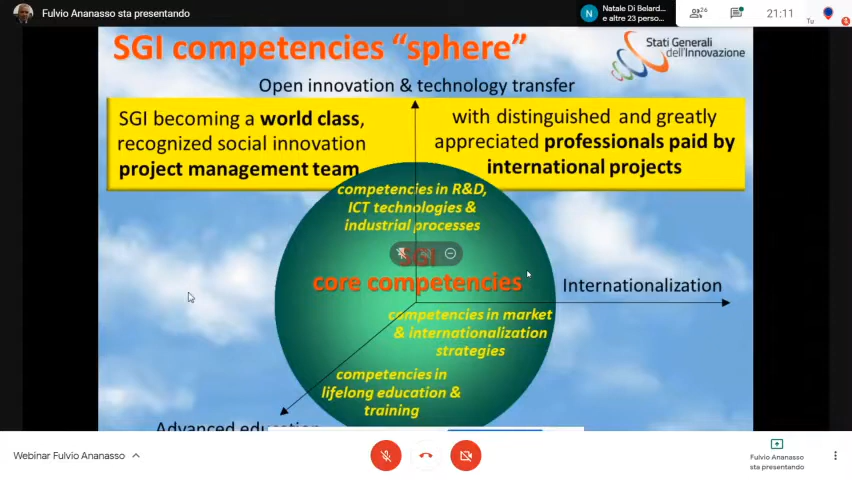 Fulvio Ananasso sta presentando
N
Natale Di Belard...
e altre 23 perso...
26
21:11
Tu
SGI competencies “sphere”
Stati Generali
dell'Innovazione
Open innovation & technology transfer
SGI becoming a world class,
recognized social innovation
project management team
with distinguished and greatly
appreciated professionals paid by
international projects
competencies in R&D,
ICT technologies &
industrial processes
SGI
core competencies
Internationalization
competencies in market
& internationalization
strategies
competencies in
lifelong education &
training
Advanced education
Webinar Fulvio Ananasso
Fulvio Ananasso
sta presentando